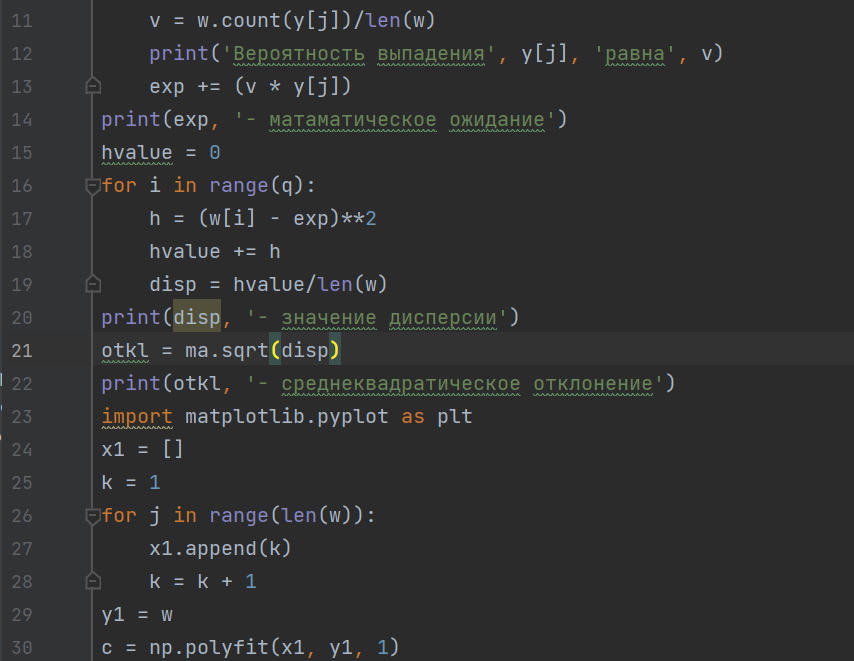 11 v = w.count(y[j])/len(w)
12 print('Вероятность выпадения', y[j], 'равна', v)
13 exp += (v * y[j])
14 print(exp, '- матаматическое ожидание')
15 hvalue = 0
16 for i in range(q):
17 h = (w[i] - exp)**2
18 hvalue += h
19 disp = hvalue/len(w)
20 print(disp, '- значение дисперсии')
21 otkl = ma.sqrt(disp)
22 print(otkl, '- среднеквадратическое отклонение')
23 import matplotlib.pyplot as plt
24 x1 = []
25 k = 1
26 for j in range(len(w)):
27 x1.append(k)
28 k = k + 1
29 y1 = w
30 c = np.polyfit(x1, y1, 1)